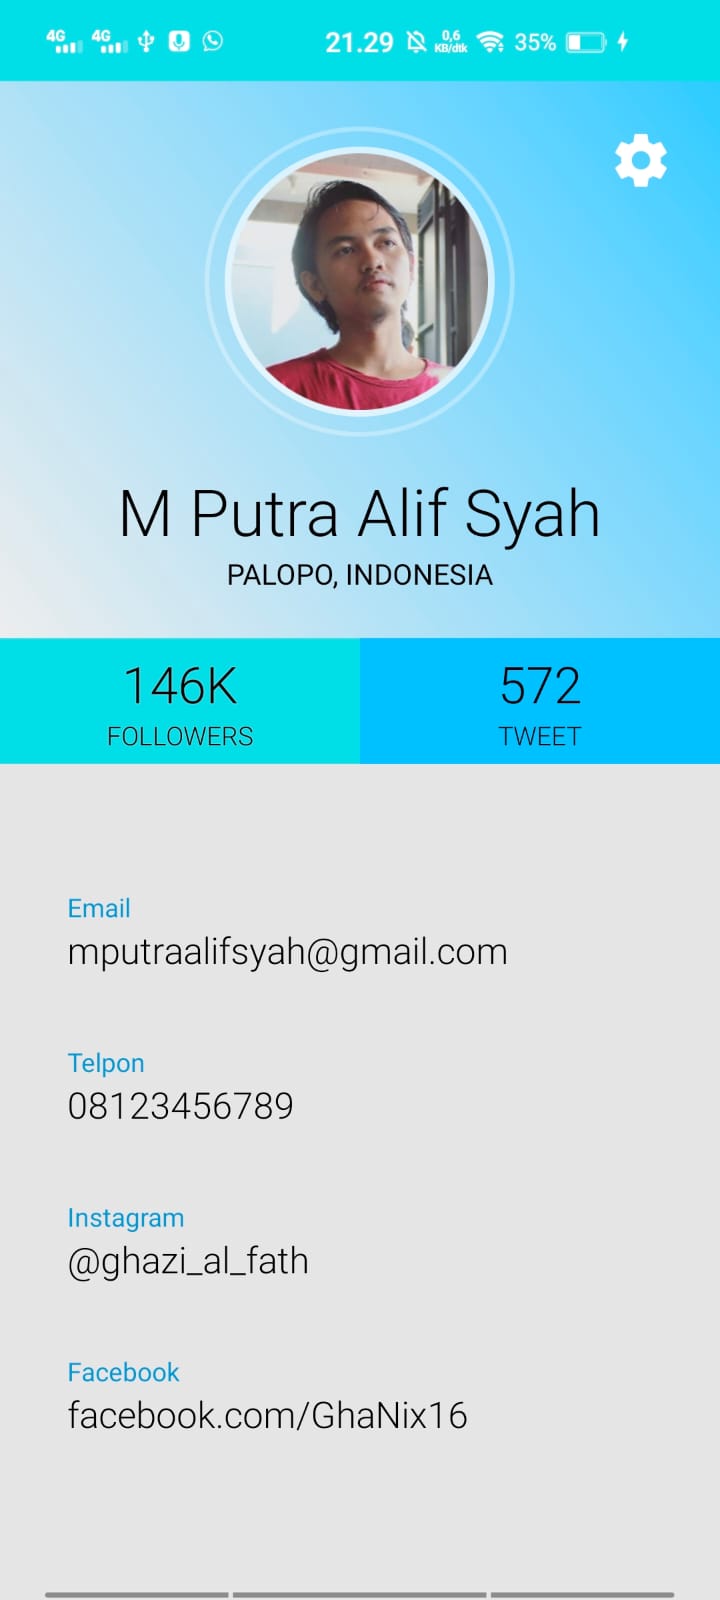 4G 4G 21.29 0,6 KB/dtk 35%
M Putra Alif Syah
PALOPO, INDONESIA
146K 572
FOLLOWERS TWEET
Email
mputraalifsyah@gmail.com
Telpon
08123456789
Instagram
@ghazi_al_fath
Facebook
facebook.com/GhaNix16